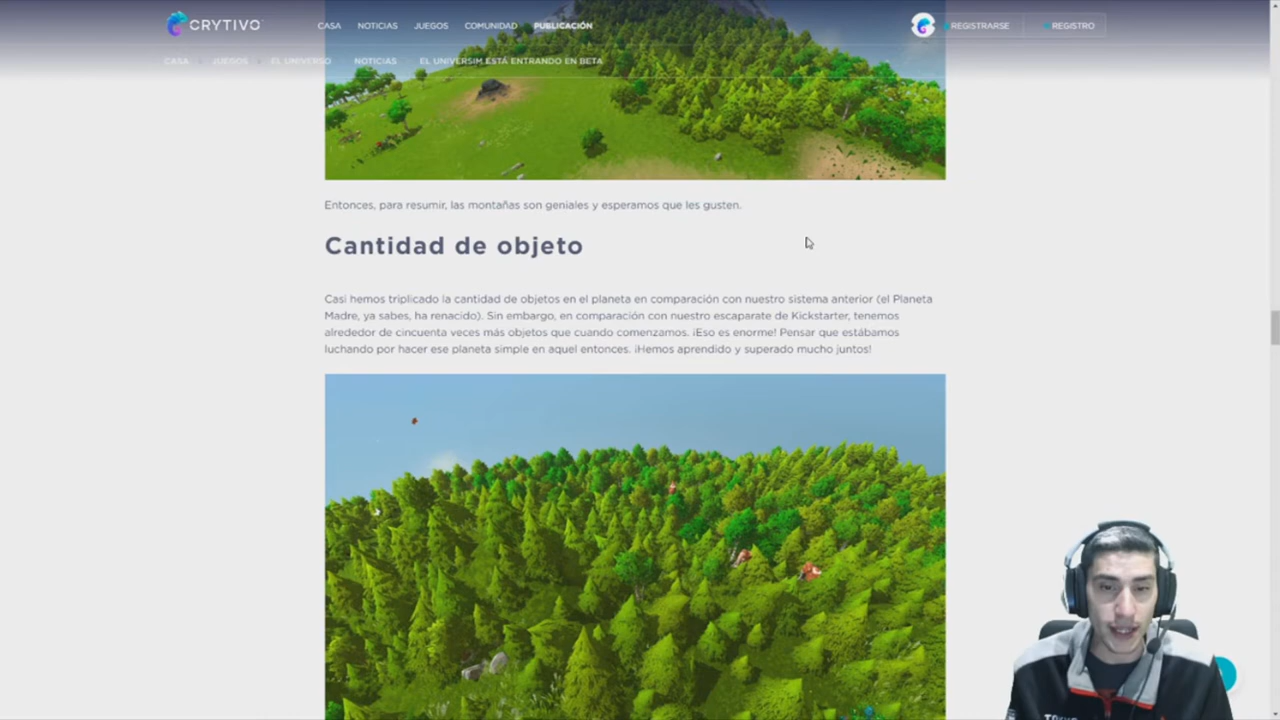 CRYTIVO
CASA NOTICIAS JUEGOS COMUNIDAD PUBLICACIÓN
REGISTRARSE REGISTRO
CASA JUEGOS EL UNIVERSO NOTICIAS EL UNIVERSIM ESTÁ ENTRANDO EN BETA
Entonces, para resumir, las montañas son geniales y esperamos que les gusten.
Cantidad de objeto
Casi hemos triplicado la cantidad de objetos en el planeta en comparación con nuestro sistema anterior (el Planeta
Madre, ya sabes, ha renacido). Sin embargo, en comparación con nuestro escaparate de Kickstarter, tenemos
alrededor de cincuenta veces más objetos que cuando comenzamos. ¡Eso es enorme! Pensar que estábamos
luchando por hacer ese planeta simple en aquel entonces. ¡Hemos aprendido y superado mucho juntos!